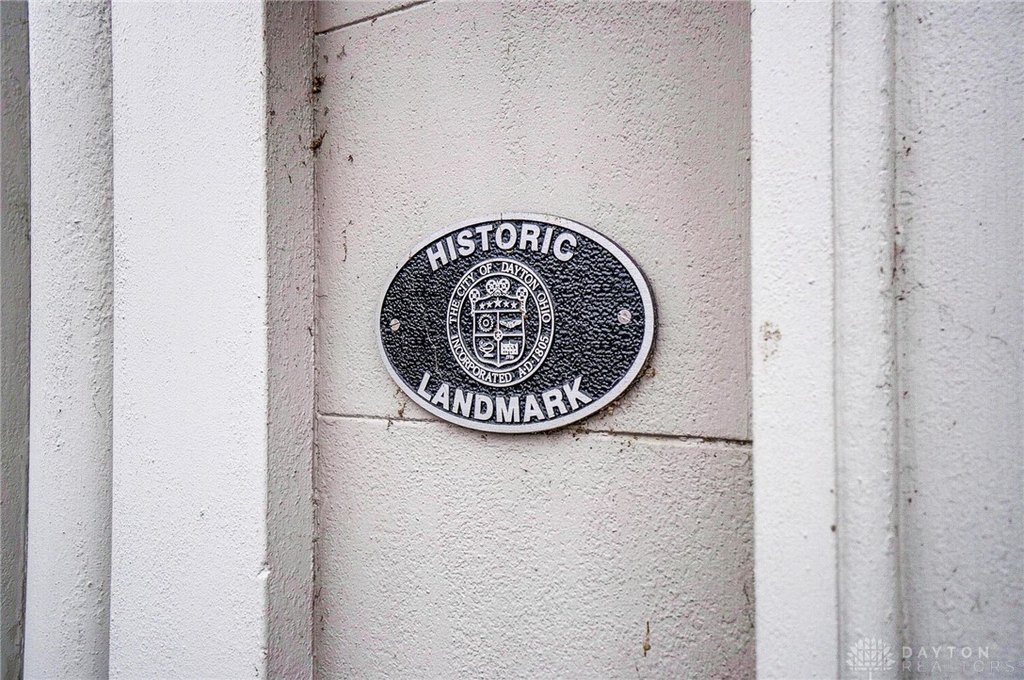 HISTORIC
THE CITY OF DAYTON, OHIO
INCORPORATED A·D·1805
LANDMARK
DAYTON
REALTORS